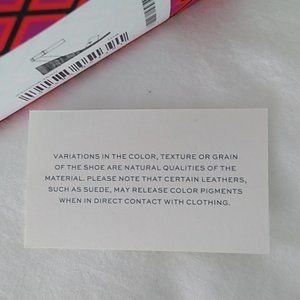 VARIATIONS IN THE COLOR, TEXTURE OR GRAIN
OF THE SHOE ARE NATURAL QUALITIES OF THE
MATERIAL. PLEASE NOTE THAT CERTAIN LEATHERS,
SUCH AS SUEDE, MAY RELEASE COLOR PIGMENTS
WHEN IN DIRECT CONTACT WITH CLOTHING.